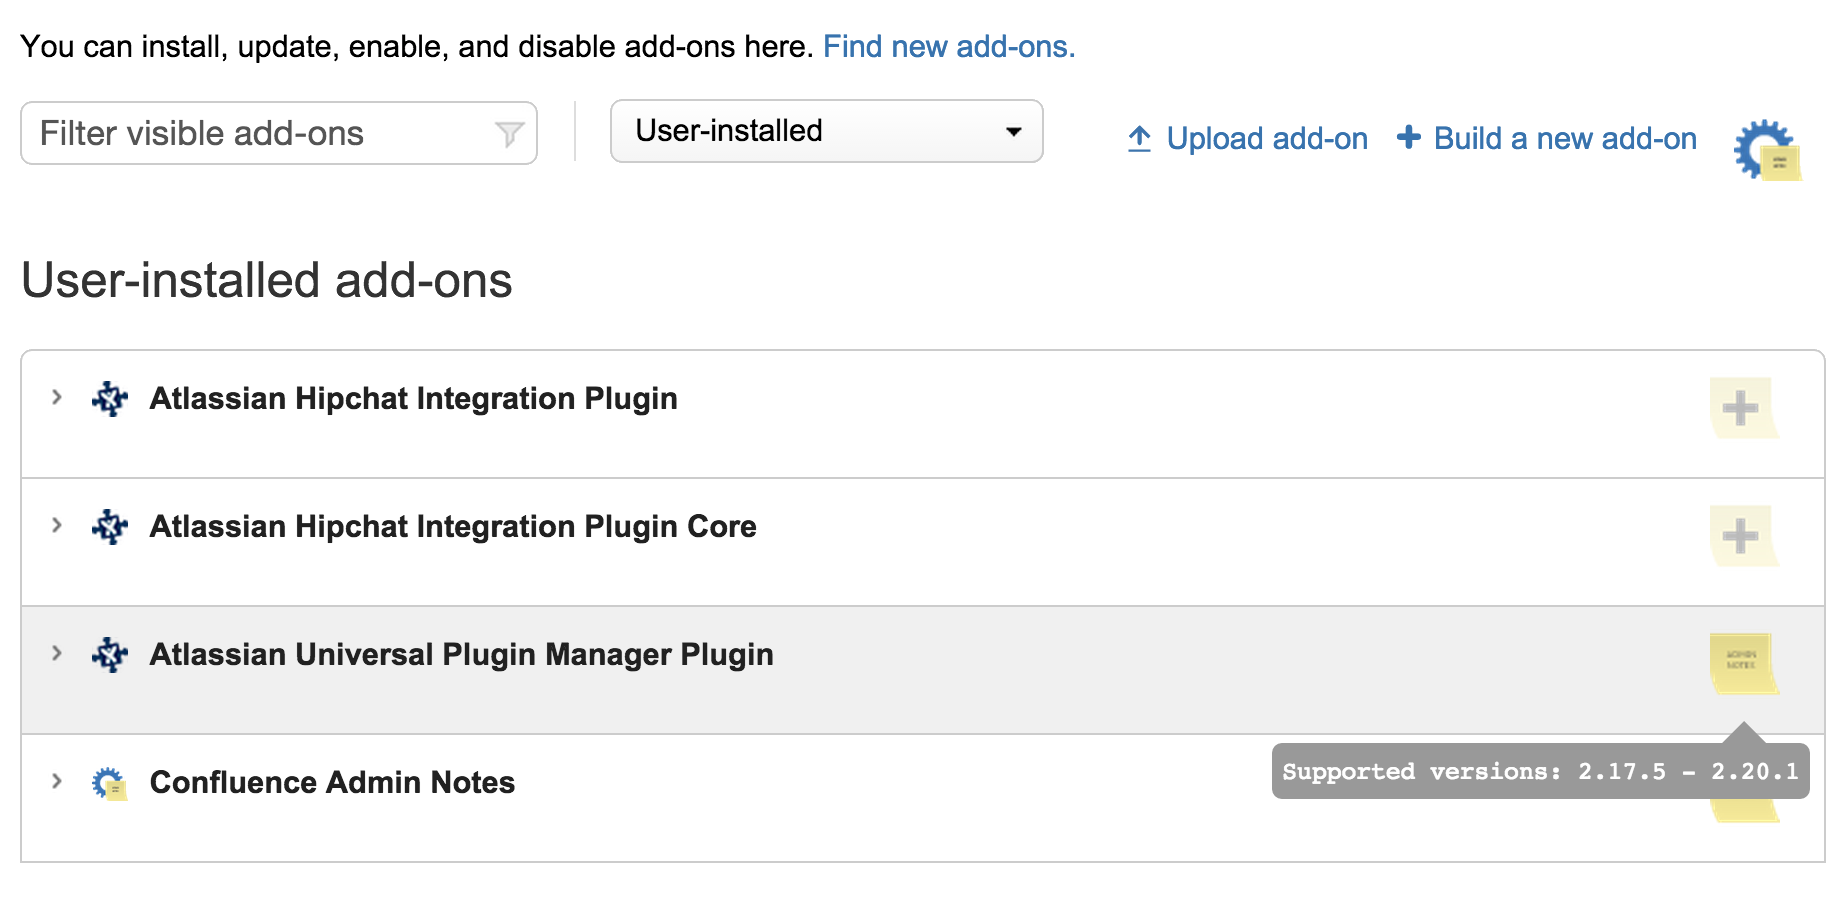 You can install, update, enable, and disable add-ons here. Find new add-ons.
Filter visible add-ons
User-installed
Upload add-on
Build a new add-on
User-installed add-ons
Atlassian Hipchat Integration Plugin
Atlassian Hipchat Integration Plugin Core
Atlassian Universal Plugin Manager Plugin
ADMIN
NOTES
Confluence Admin Notes
Supported versions: 2.17.5 - 2.20.1